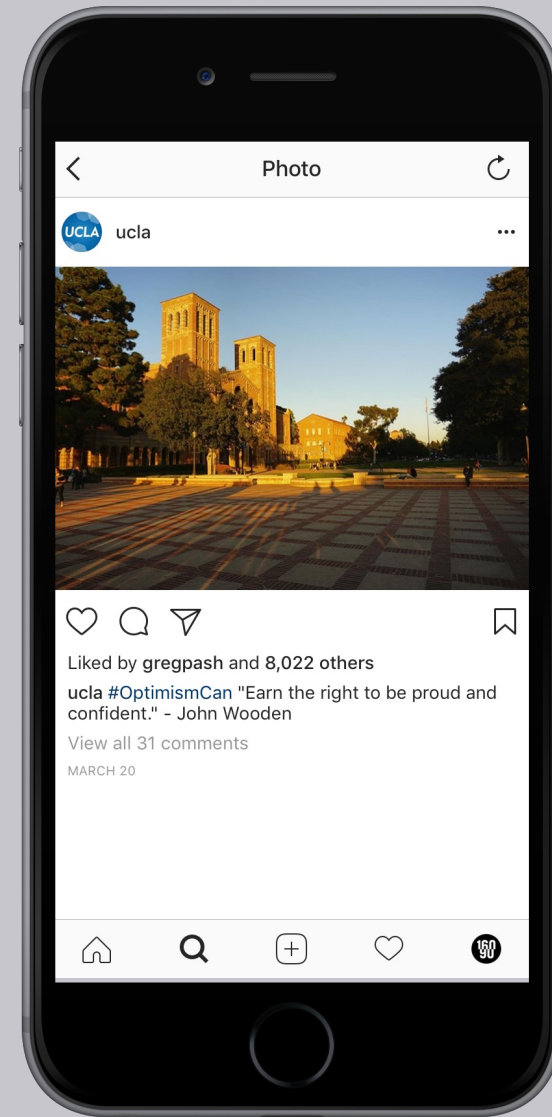 Photo
UCLA
ucla
Liked by gregpash and 8,022 others
ucla #OptimismCan "Earn the right to be proud and
confident." - John Wooden
View all 31 comments
MARCH 20
160
90